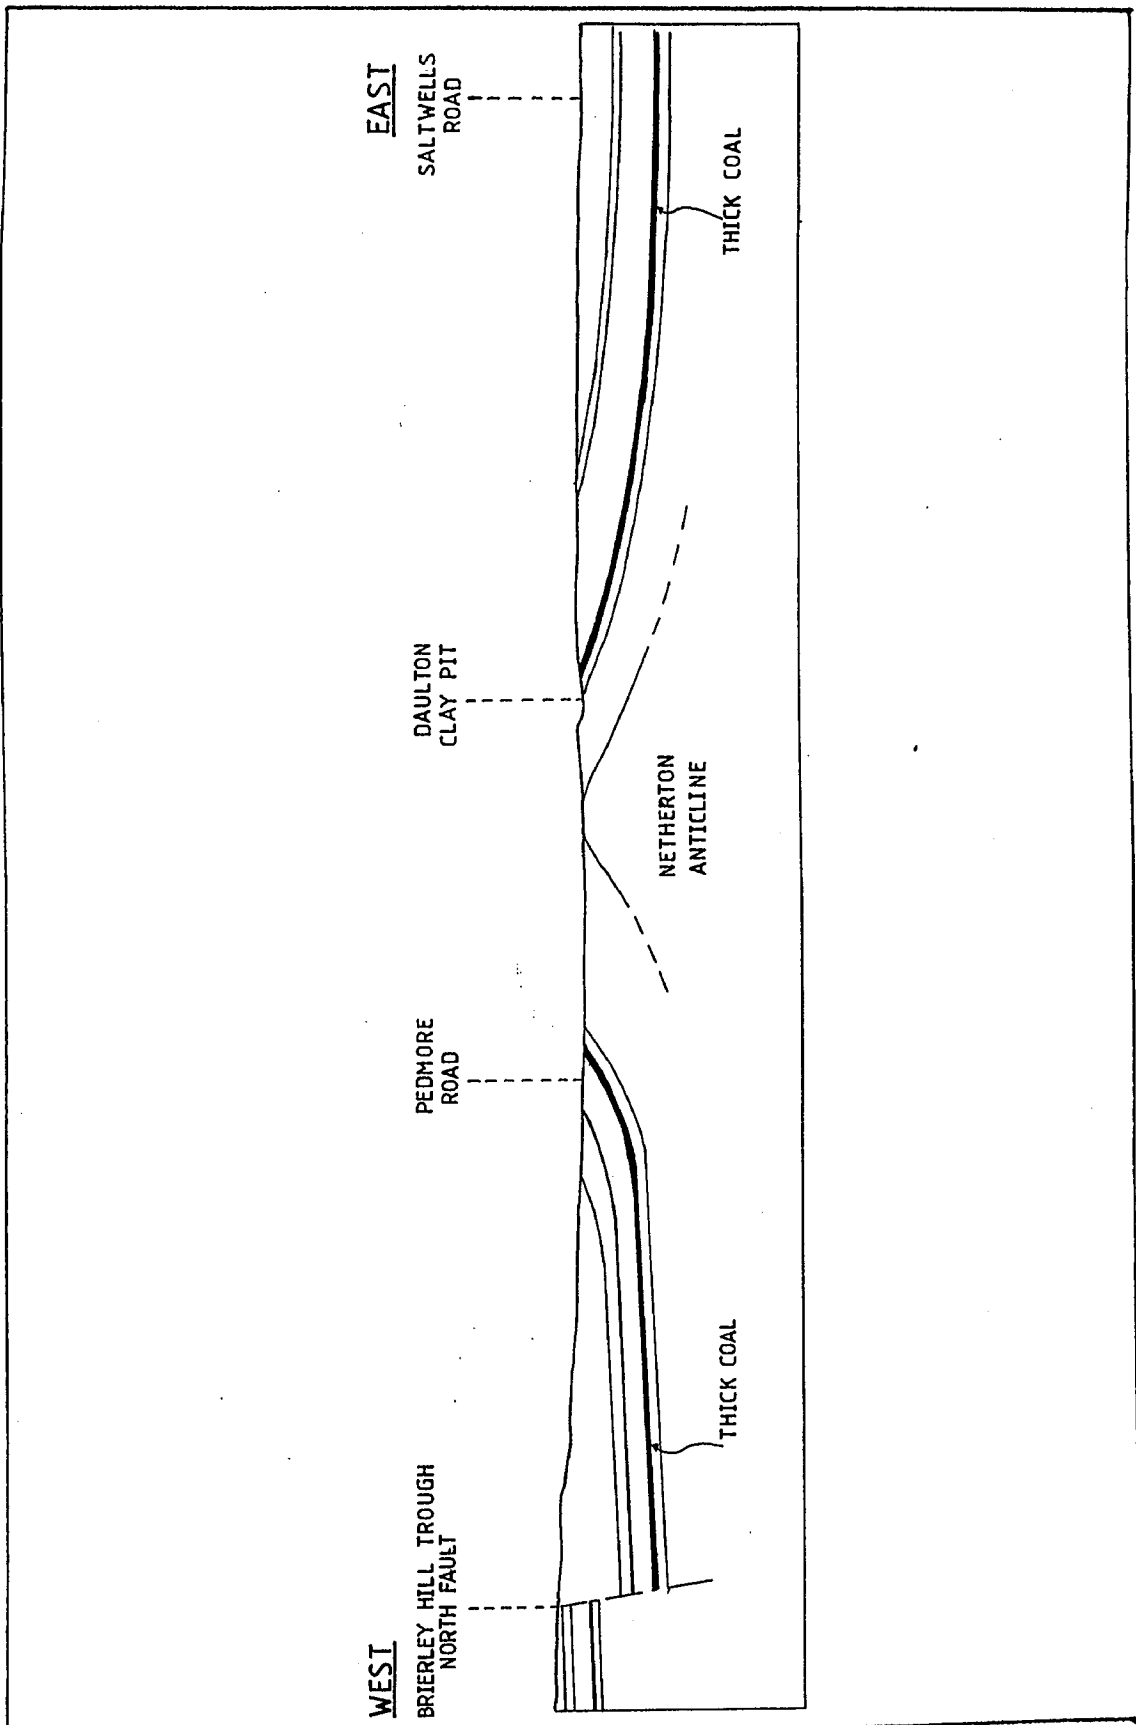 WEST
BRIERLEY HILL TROUGH
NORTH FAULT
PEDMORE
ROAD
DAULTON
CLAY PIT
EAST
SALTWELLS
ROAD
THICK COAL
NETHERTON
ANTICLINE
THICK COAL